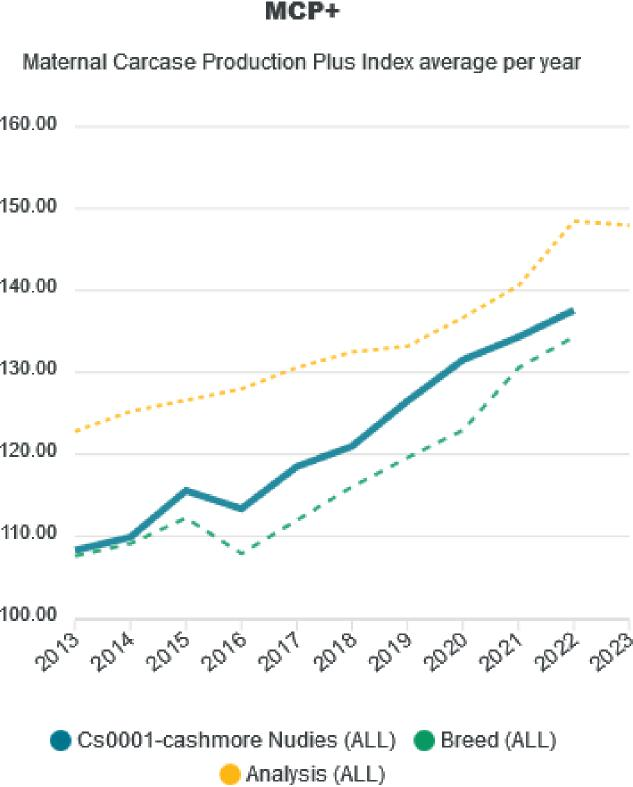 MCP+
Maternal Carcase Production Plus Index average per year
160.00
150.00
140.00
130.00
120.00
110.00
100.00
2013 2014 2015 2016 2017 2018 2019 2020 2021 2022 2023
Cs0001-cashmore Nudies (ALL) Breed (ALL)
Analysis (ALL)